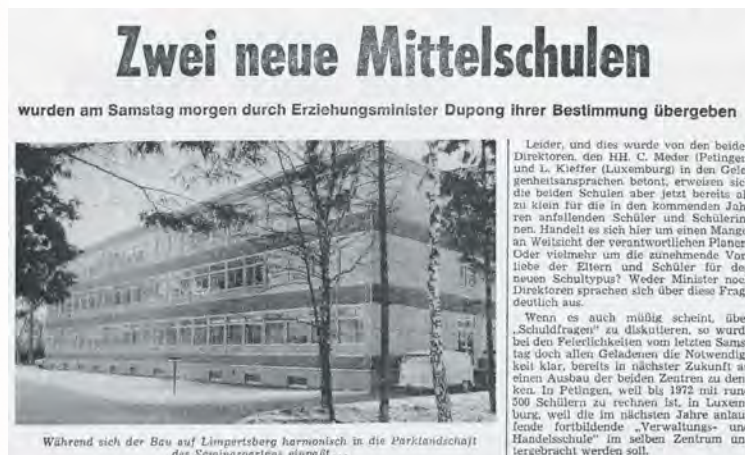 Zwei neue Mittelschulen
wurden am Samstag morgen durch Erziehungsminister Dupong ihrer Bestimmung übergeben
Während sich der Bau auf Limpertsberg harmonisch in die Parklandschaft
des Seminargartens einpaßt
Leider, und dies wurde von den beide
Direktoren, den HH. C. Meder (Petinge
und L. Kieffer (Luxemburg) in den Gele
genheitsansprachen betont, erweisen sic
die beiden Schulen aber jetzt bereits al
zu klein für die in den kommenden Jah
ren anfallenden Schüler und Schülerin
nen. Handelt es sich hier um einen Mange
an Weitsicht der verantwortlichen Planer
Oder vielmehr um die zunehmende Vor
liebe der Eltern und Schüler für de
neuen Schultypus? Weder Minister noc
Direktoren sprachen sich über diese Frag
deutlich aus.
Wenn es auch müßig scheint, übe
„Schuldfragen" zu diskutieren, so wurd
bei den Feierlichkeiten vom letzten Sams
tag doch allen Geladenen die Notwendig
keit klar, bereits in nächster Zukunft a
einen Ausbau der beiden Zentren zu den
ken. In Petingen, weil bis 1972 mit run
500 Schülern zu rechnen ist, in Luxem
burg, weil die im nächsten Jahre anlau
fende fortbildende „Verwaltungs- un
Handelsschule" im selben Zentrum un
tergebracht werden soll.